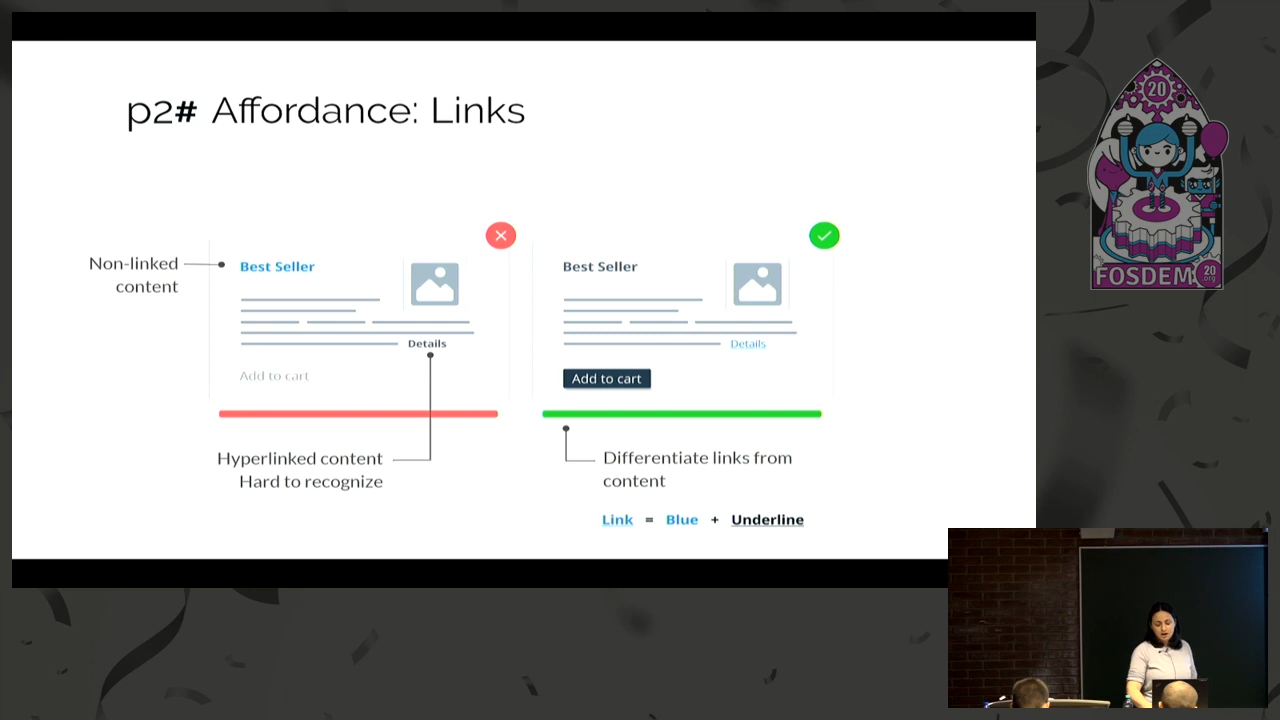 p2# Affordance: Links
Non-linked
content
Best Seller
Details
Add to cart
Hyperlinked content
Hard to recognize
Best Seller
Details
Add to cart
Differentiate links from
content
Link = Blue + Underline
20
FOSDEM
20
.org